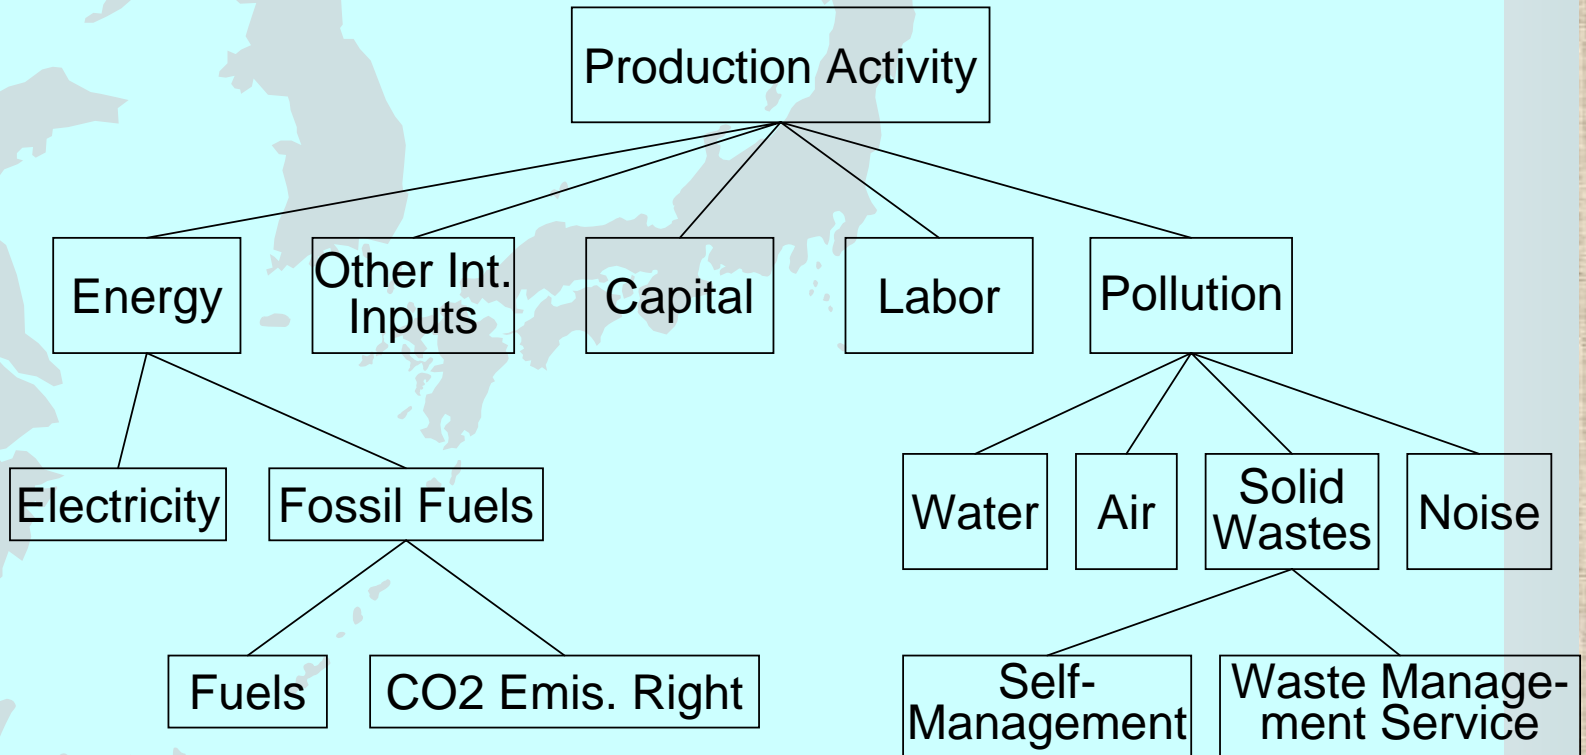 Production Activity
Energy
Other Int.
Inputs
Capital
Labor
Pollution
Electricity
Fossil Fuels
Water
Air
Solid
Wastes
Noise
Fuels
CO2 Emis. Right
Self-
Management
Waste Manage-
ment Service